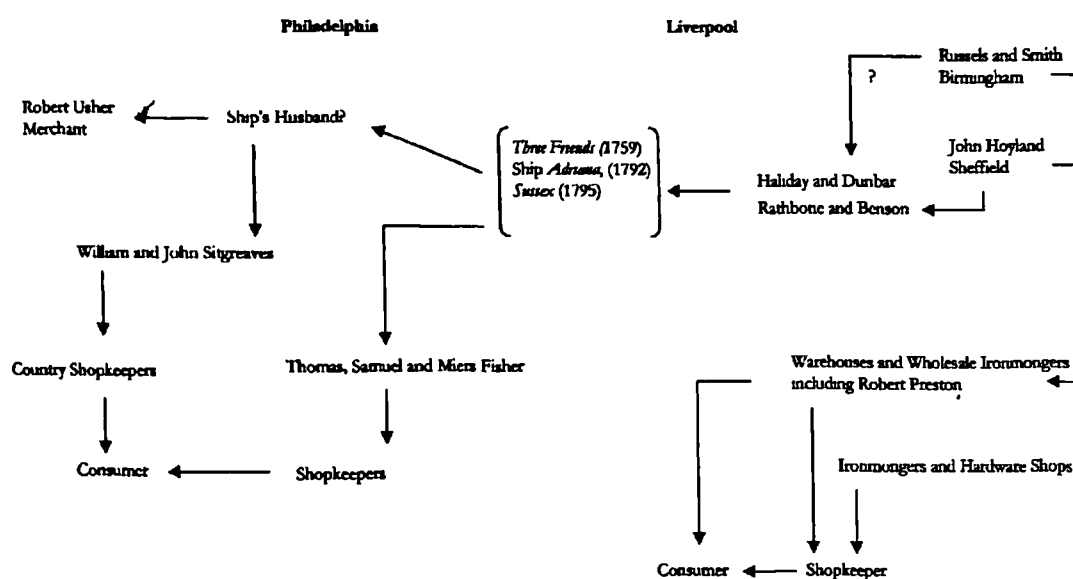 Philadelphia
Liverpool
Russels and Smith
Birmingham
?
Robert Usher
Merchant
Ship's Husband?
Three Friends (1759)
Ship Adriana, (1792)
Sussex (1795)
John Hoyland
Sheffield
Haliday and Dunbar
Rathbone and Benson
William and John Sitgreaves
Country Shopkeepers
Thomas, Samuel and Miers Fisher
Warehouses and Wholesale Ironmongers
including Robert Preston
Consumer
Shopkeepers
Ironmongers and Hardware Shops
Consumer
Shopkeeper